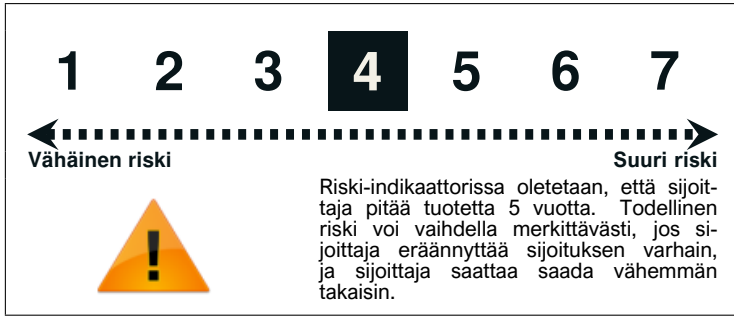 1 2 3 4 5 6 7
Vähäinen riski Suuri riski
Riski-indikaattorissa oletetaan, että sijoit-
taja pitää tuotetta 5 vuotta. Todellinen
riski voi vaihdella merkittävästi, jos si-
joittaja eräännyttää sijoituksen varhain,
ja sijoittaja saattaa saada vähemmän
takaisin.